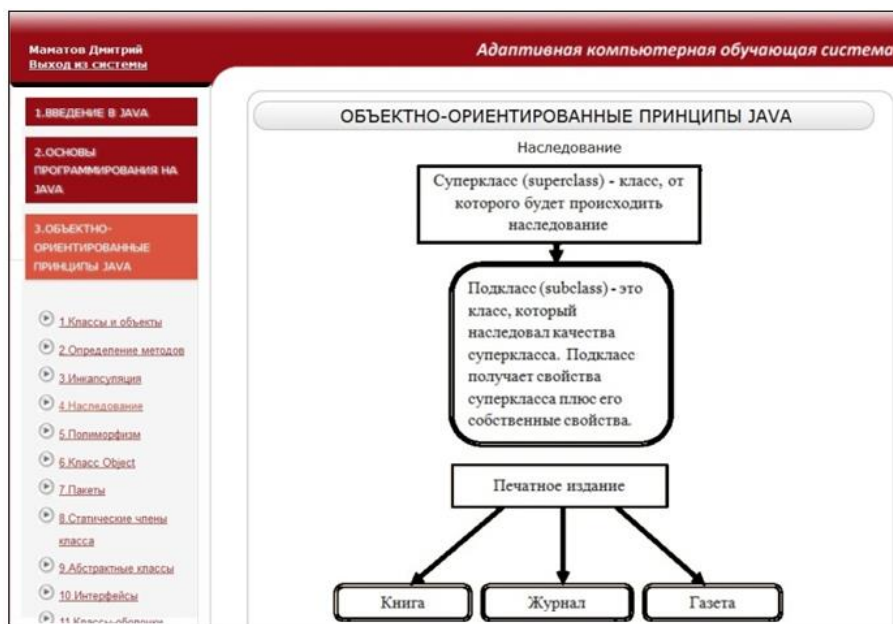 Маматов Дмитрий
Выход из системы
Адаптивная компьютерная обучающая система
1.ВВЕДЕНИЕ В JAVA
2.ОСНОВЫ
ПРОГРАММИРОВАНИЯ НА
JAVA
3.ОБЪЕКТНО-
ОРИЕНТИРОВАННЫЕ
ПРИНЦИПЫ JAVA
1.Классы и объекты
2.Определение методов
3.Инкапсуляция
4.Наследование
5.Полиморфизм
6.Класс Object
7.Пакеты
8.Статические члены
класса
9.Абстрактные классы
10.Интерфейсы
11.Классы-оболочки
ОБЪЕКТНО-ОРИЕНТИРОВАННЫЕ ПРИНЦИПЫ JAVA
Наследование
Суперкласс (superclass) - класс, от
которого будет происходить
наследование
Подкласс (subclass) - это
класс, который
наследовал качества
суперкласса. Подкласс
получает свойства
суперкласса плюс его
собственные свойства.
Печатное издание
Книга
Журнал
Газета